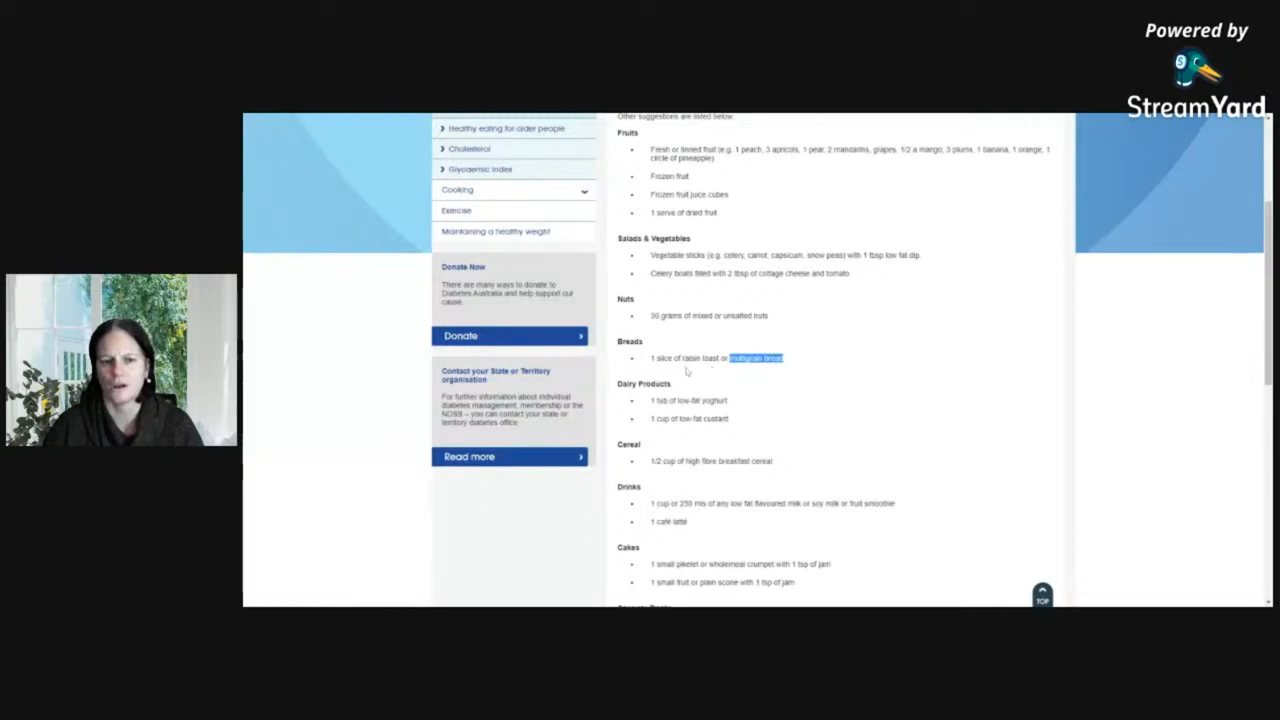 Powered by
StreamYard
Healthy eating for older people
Cholesterol
Glycaemic Index
Cooking
Exercise
Maintaining a healthy weight
Donate Now
There are many ways to donate to
Diabetes Australia and help support our
cause.
Donate
Contact your State or Territory
organisation
For further information about individual
diabetes management, membership or the
NDSS – you can contact your state or
territory diabetes office
Read more
Other suggestions are listed below:
Fruits
Fresh or tinned fruit (e.g. 1 peach, 3 apricots, 1 pear, 2 mandarins, grapes, 1/2 a mango, 3 plums, 1 banana, 1 orange, 1
circle of pineapple)
Frozen fruit
Frozen fruit juice cubes
1 serve of dried fruit
Salads & Vegetables
Vegetable sticks (e.g. celery, carrot, capsicum, snow peas) with 1 tbsp low fat dip.
Celery boats filled with 2 tbsp of cottage cheese and tomato
Nuts
30 grams of mixed or unsalted nuts
Breads
1 slice of raisin toast or multigrain bread
Dairy Products
1 tub of low-fat yoghurt
1 cup of low-fat custard
Cereal
1/2 cup of high fibre breakfast cereal
Drinks
1 cup or 250 mls of any low fat flavoured milk or soy milk or fruit smoothie
1 café latté
Cakes
1 small pikelet or wholemeal crumpet with 1 tsp of jam
1 small fruit or plain scone with 1 tsp of jam
TOP